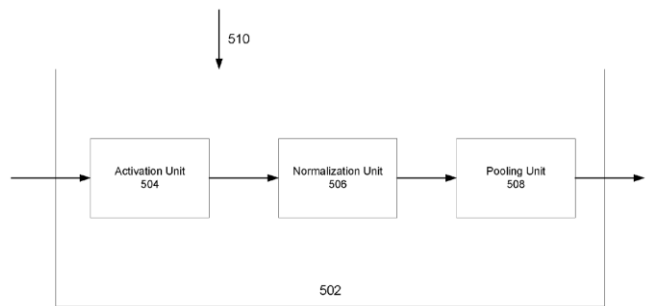 510
Activation Unit
504
Normalization Unit
506
Pooling Unit
508
502